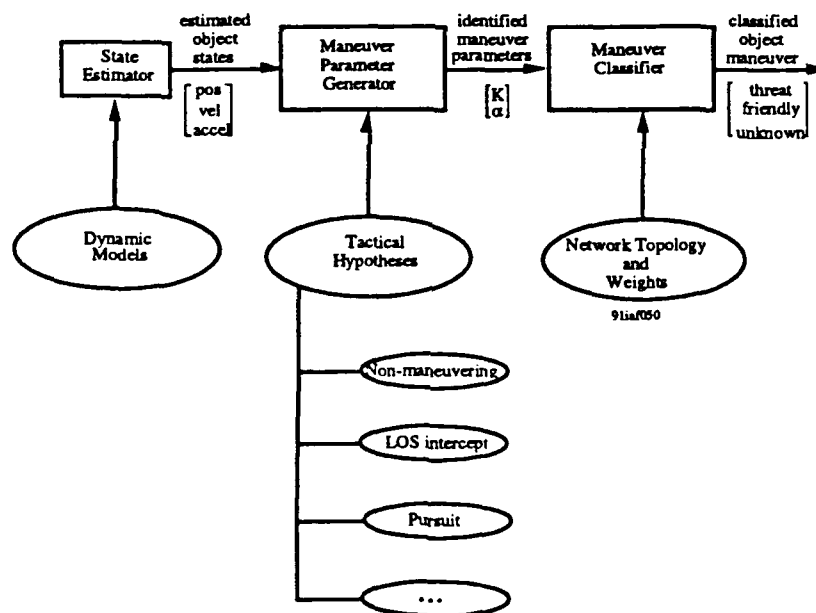 estimated
object
states
identified
maneuver
parameters
classified
object
maneuver
State
Estimator
Maneuver
Parameter
Generator
Maneuver
Classifier
pos
vel
accel
K
α
threat
friendly
unknown
Dynamic
Models
Tactical
Hypotheses
Network Topology
and
Weights
91iaf050
Non-maneuvering
LOS intercept
Pursuit
...